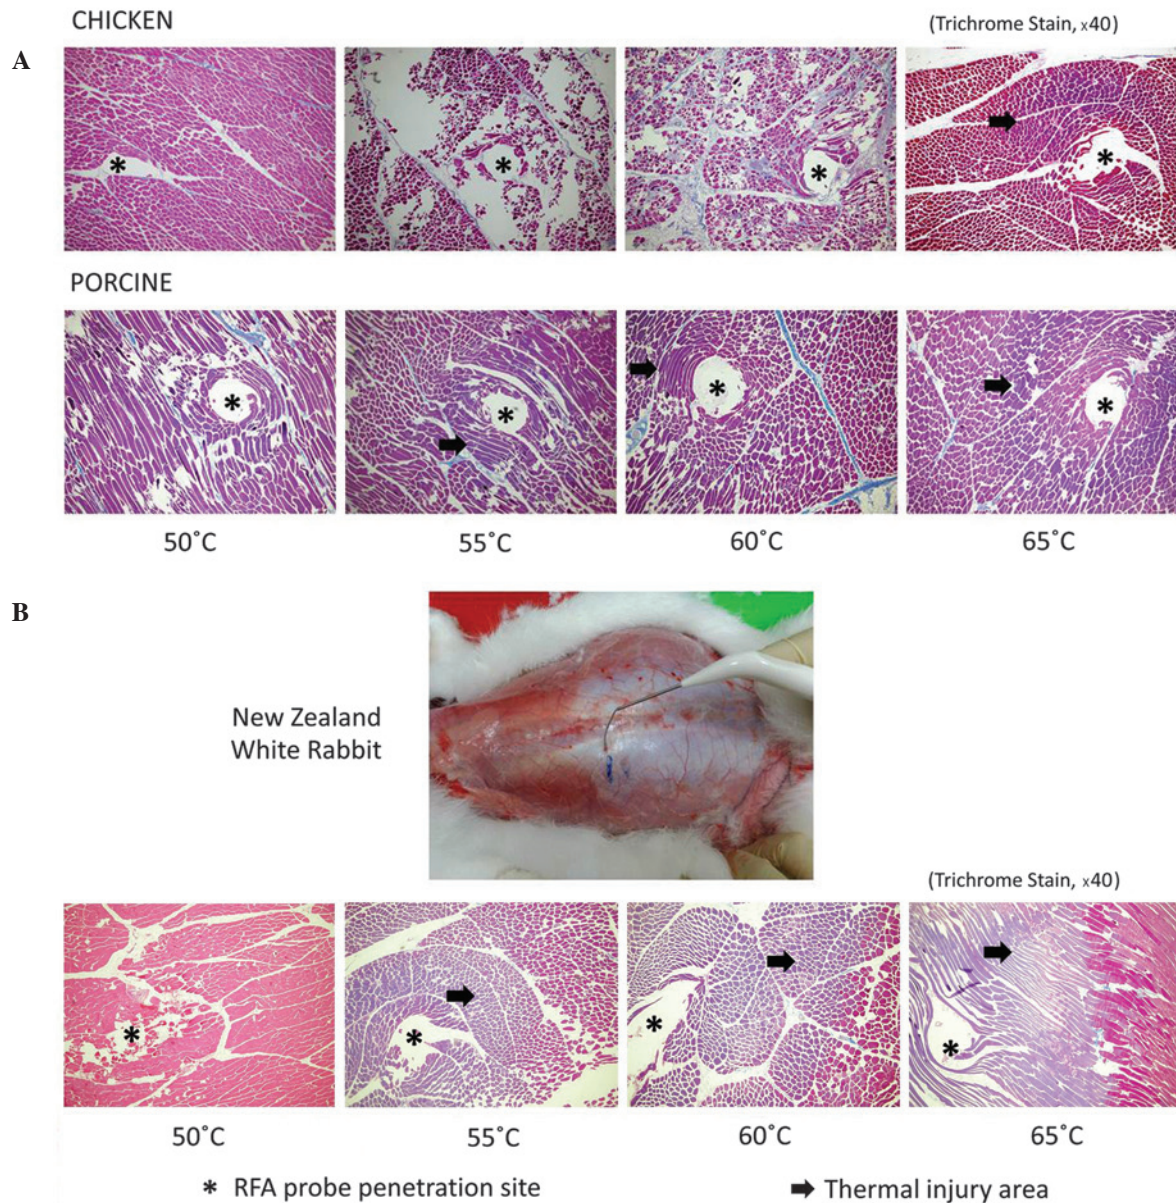 CHICKEN
(Trichrome Stain, x40)
A
* * * *
PORCINE
* * * *
50˚C 55˚C 60˚C 65˚C
B
New Zealand
White Rabbit
(Trichrome Stain, x40)
* * * *
50˚C 55˚C 60˚C 65˚C
* RFA probe penetration site Thermal injury area